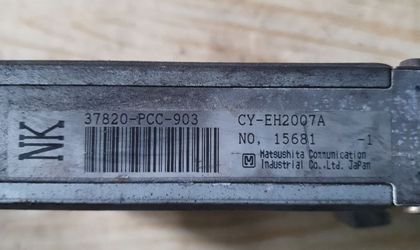 NK
37820-PCC-903 CY-EH2007A
NO, 15681 -1
M Matsushita Communication
Industrial Co.,Ltd. Japan